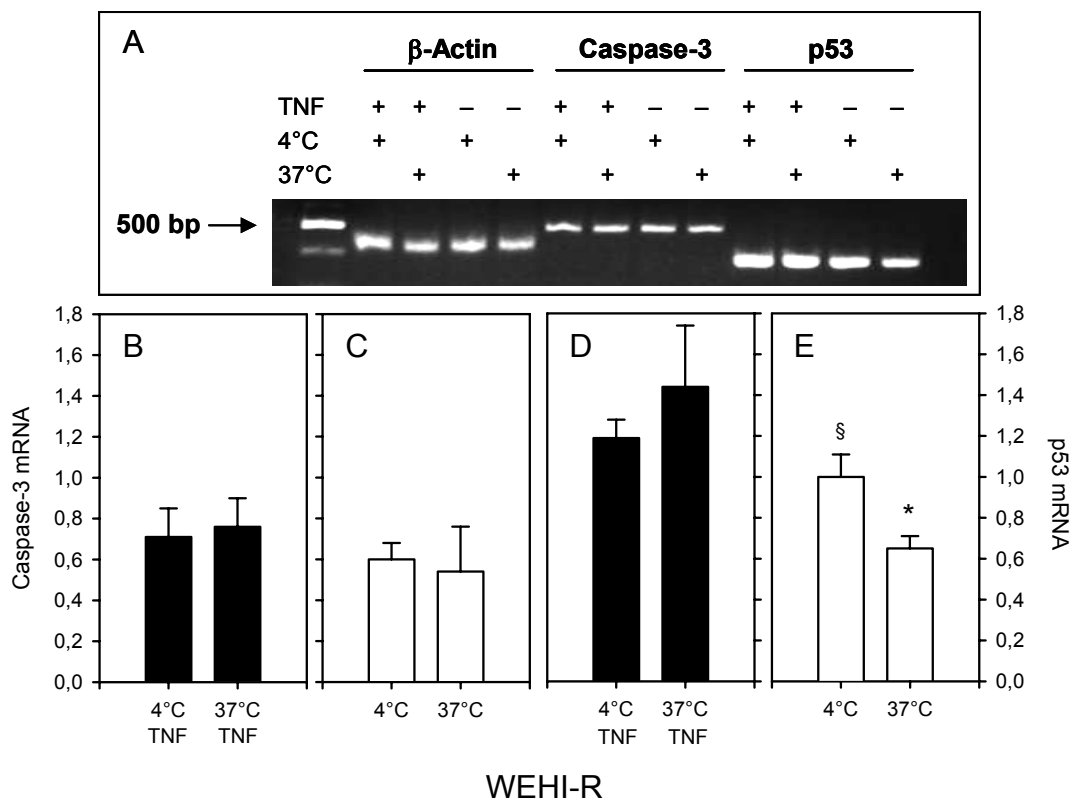 A
β-Actin Caspase-3 p53
TNF + + – – + + – – + + – –
4°C + + + + + +
37°C + + + + + +
500 bp
B C D E
1,8 1,8
1,6 1,6
1,4 1,4
1,2 1,2
1,0 1,0
0,8 0,8
0,6 0,6
0,4 0,4
0,2 0,2
0,0 0,0
§
*
Caspase-3 mRNA
p53 mRNA
4°C 37°C 4°C 37°C 4°C 37°C 4°C 37°C
TNF TNF TNF TNF
WEHI-R